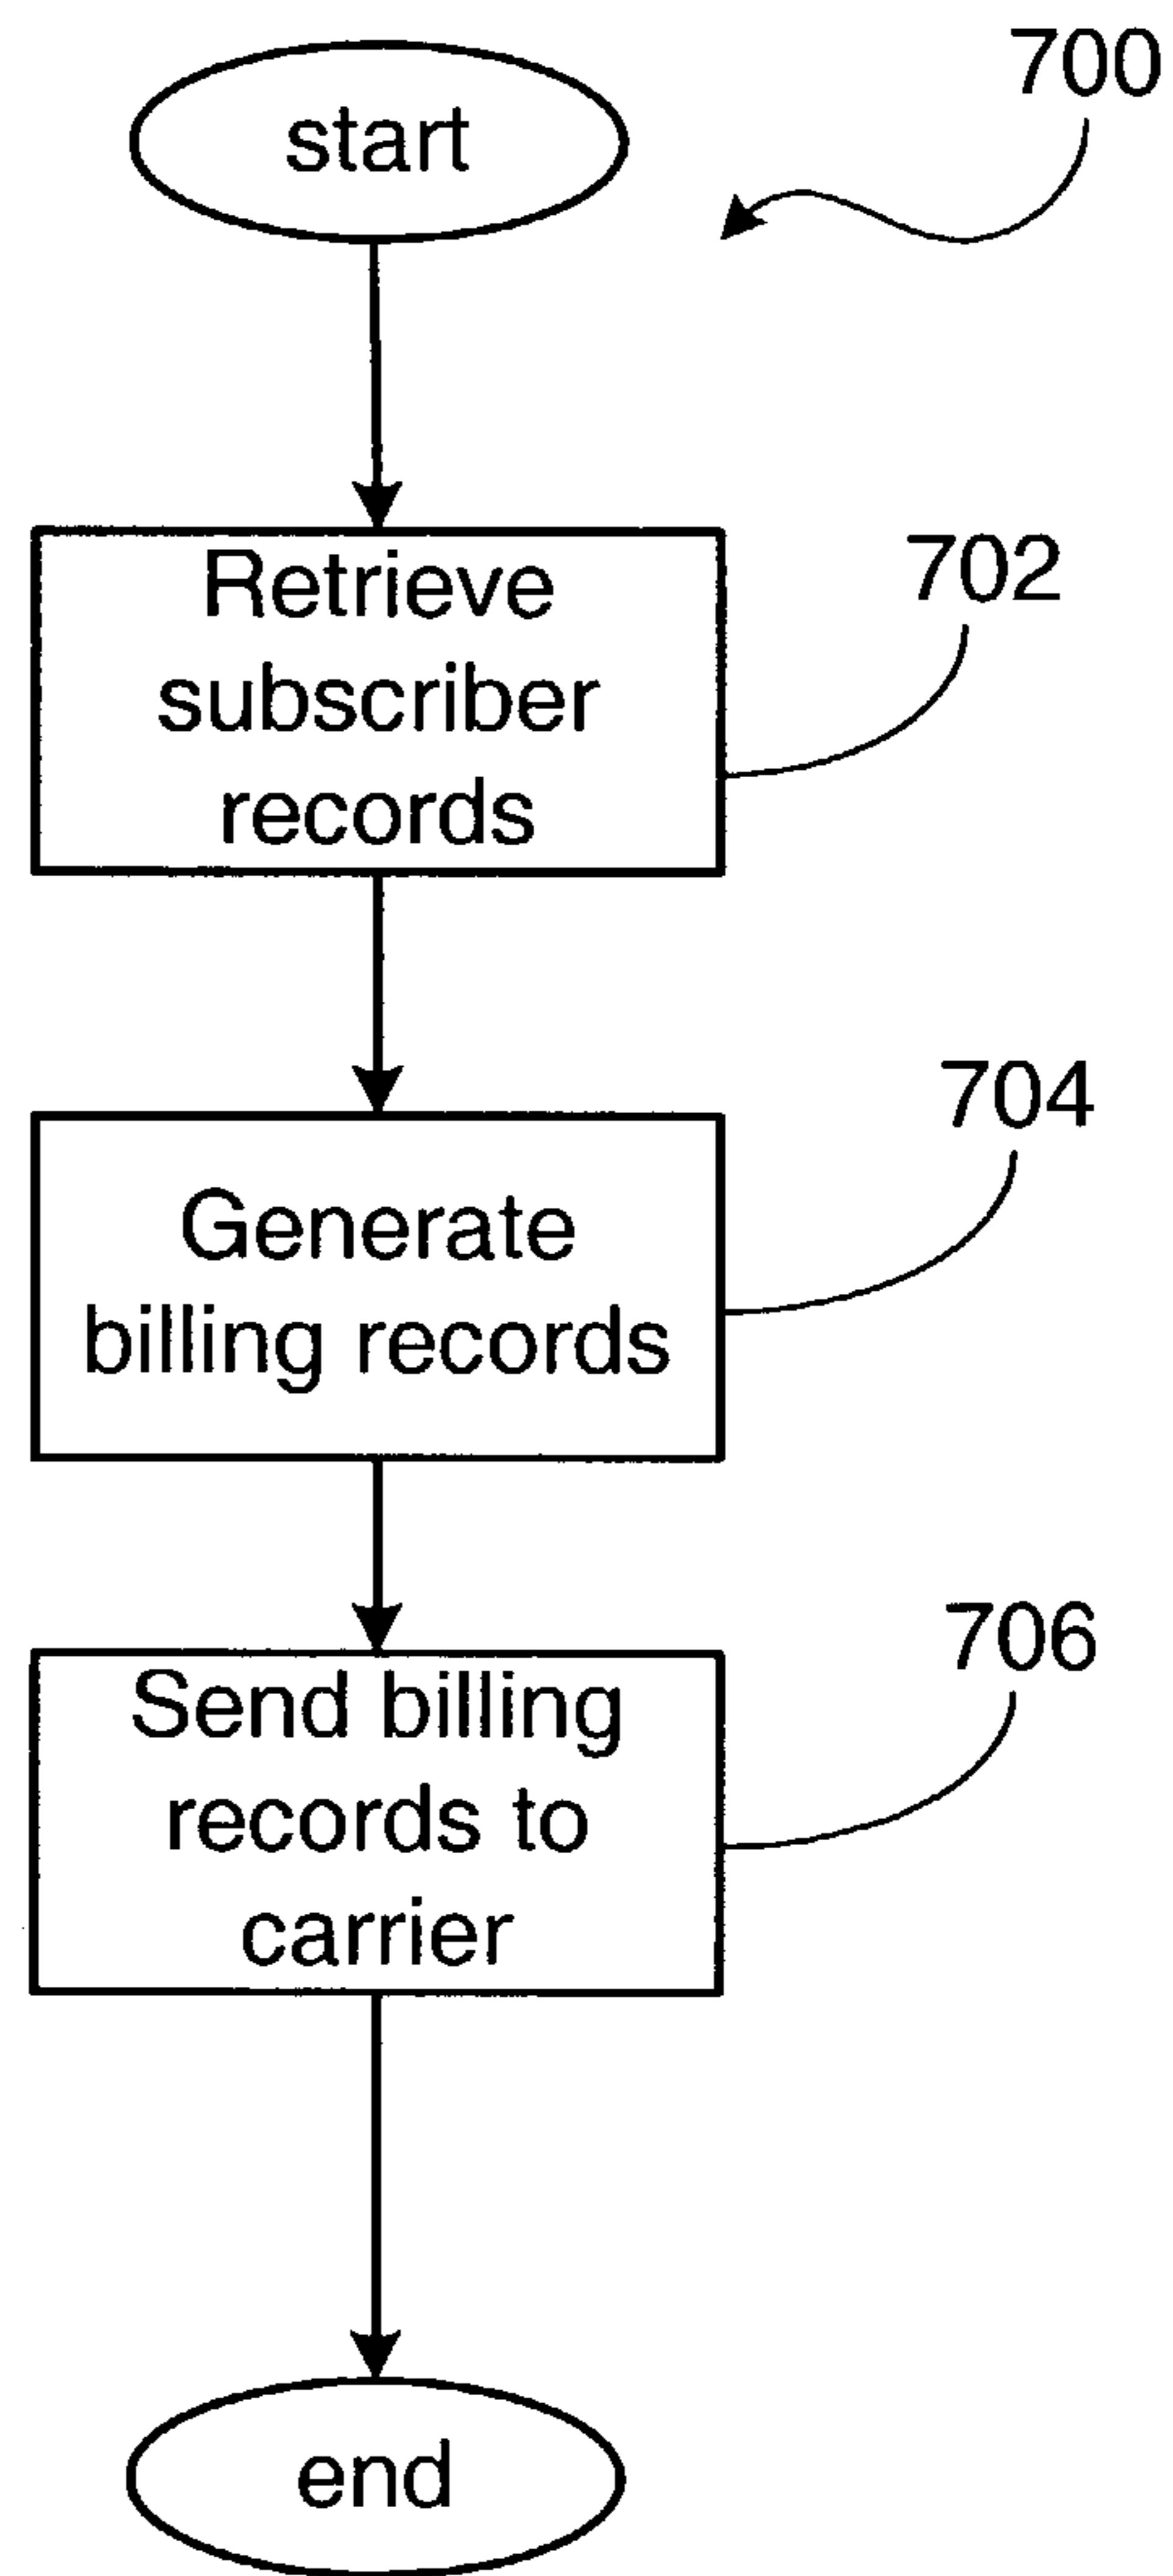 start
700
Retrieve
subscriber
records
702
Generate
billing records
704
Send billing
records to
carrier
706
end